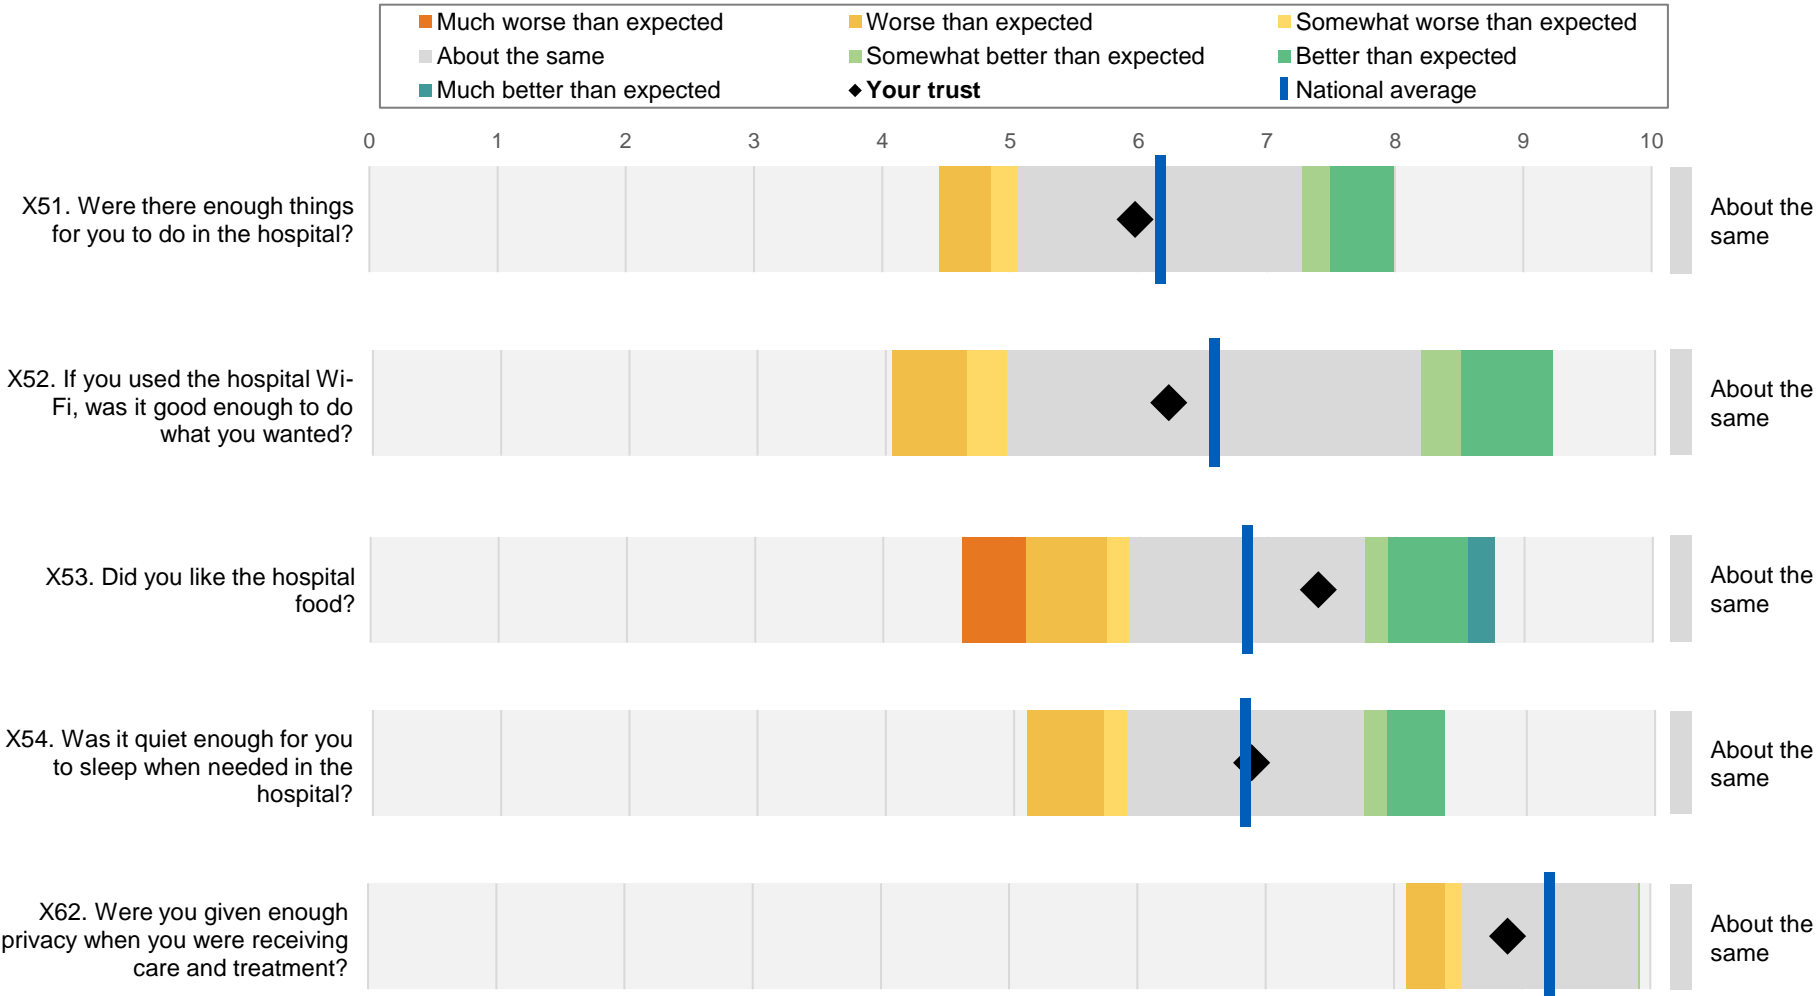 Much worse than expected
Worse than expected
Somewhat worse than expected
About the same
Somewhat better than expected
Better than expected
Much better than expected
Your trust
National average
0 1 2 3 4 5 6 7 8 9 10
X51. Were there enough things
for you to do in the hospital?
About the
same
X52. If you used the hospital Wi-
Fi, was it good enough to do
what you wanted?
About the
same
X53. Did you like the hospital
food?
About the
same
X54. Was it quiet enough for you
to sleep when needed in the
hospital?
About the
same
X62. Were you given enough
privacy when you were receiving
care and treatment?
About the
same